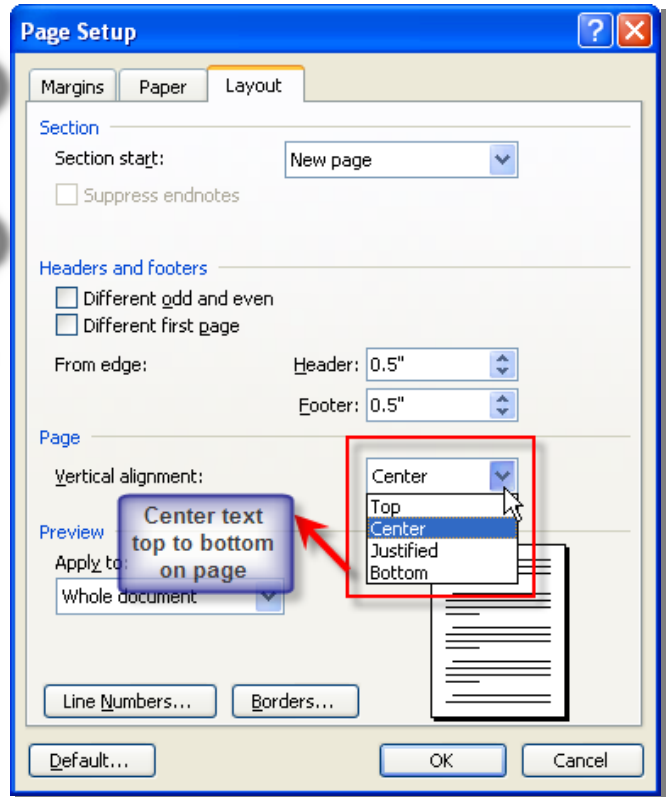 Page Setup
Margins Paper Layout
Section
Section start: New page
Suppress endnotes
Headers and footers
Different odd and even
Different first page
From edge: Header: 0.5"
Footer: 0.5"
Page
Vertical alignment: Center
Top
Center
Justified
Bottom
Center text
top to bottom
on page
Preview
Apply to:
Whole document
Line Numbers... Borders...
Default... OK Cancel